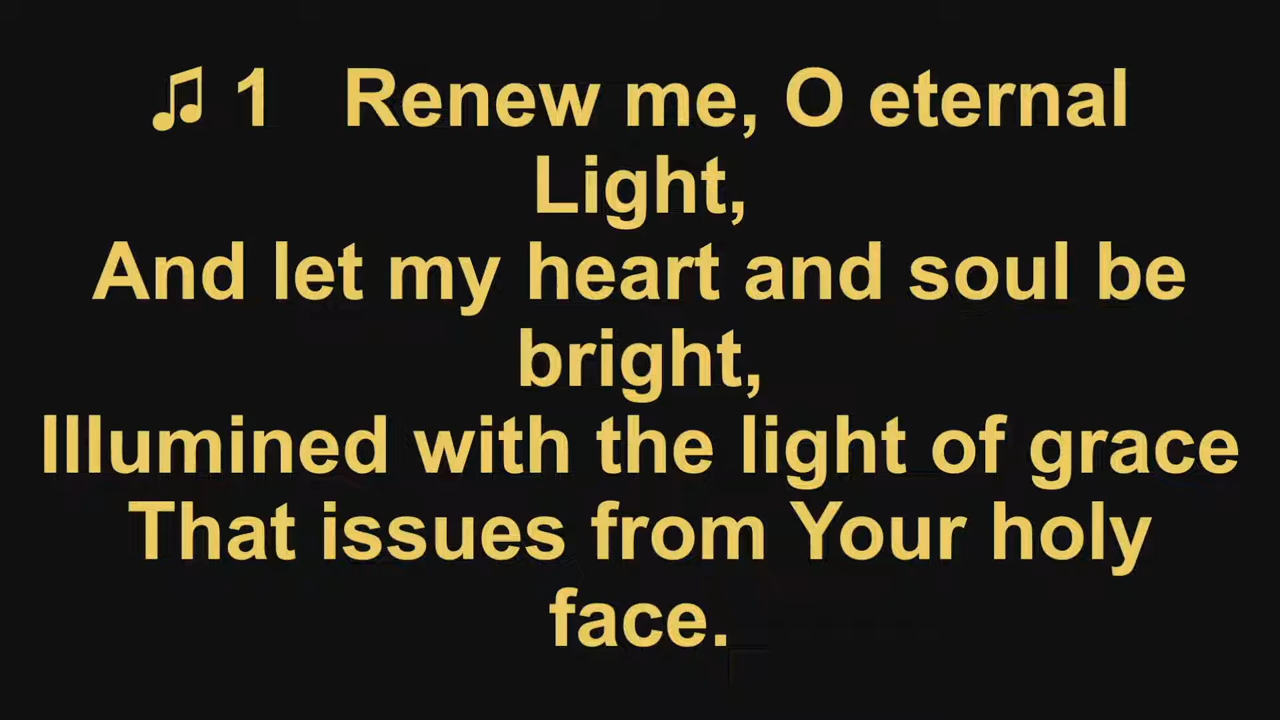 ♫ 1   Renew me, O eternal
Light,
And let my heart and soul be
bright,
Illumined with the light of grace
That issues from Your holy
face.